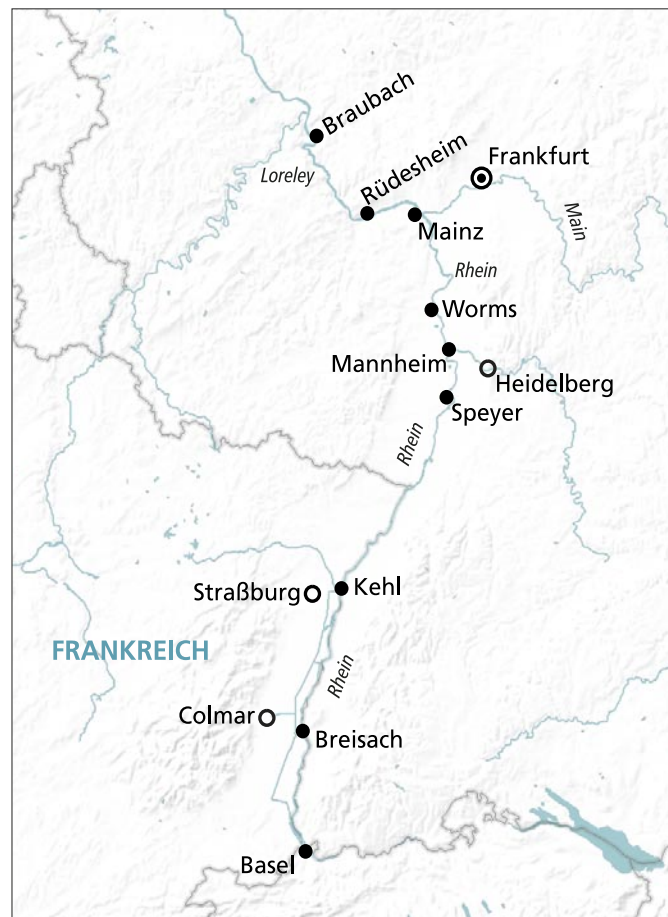 Braubach
Frankfurt
Rüdesheim
Loreley
Main
Mainz
Rhein
Worms
Mannheim
Heidelberg
Speyer
Rhein
Straßburg
Kehl
FRANKREICH
Rhein
Colmar
Breisach
Basel